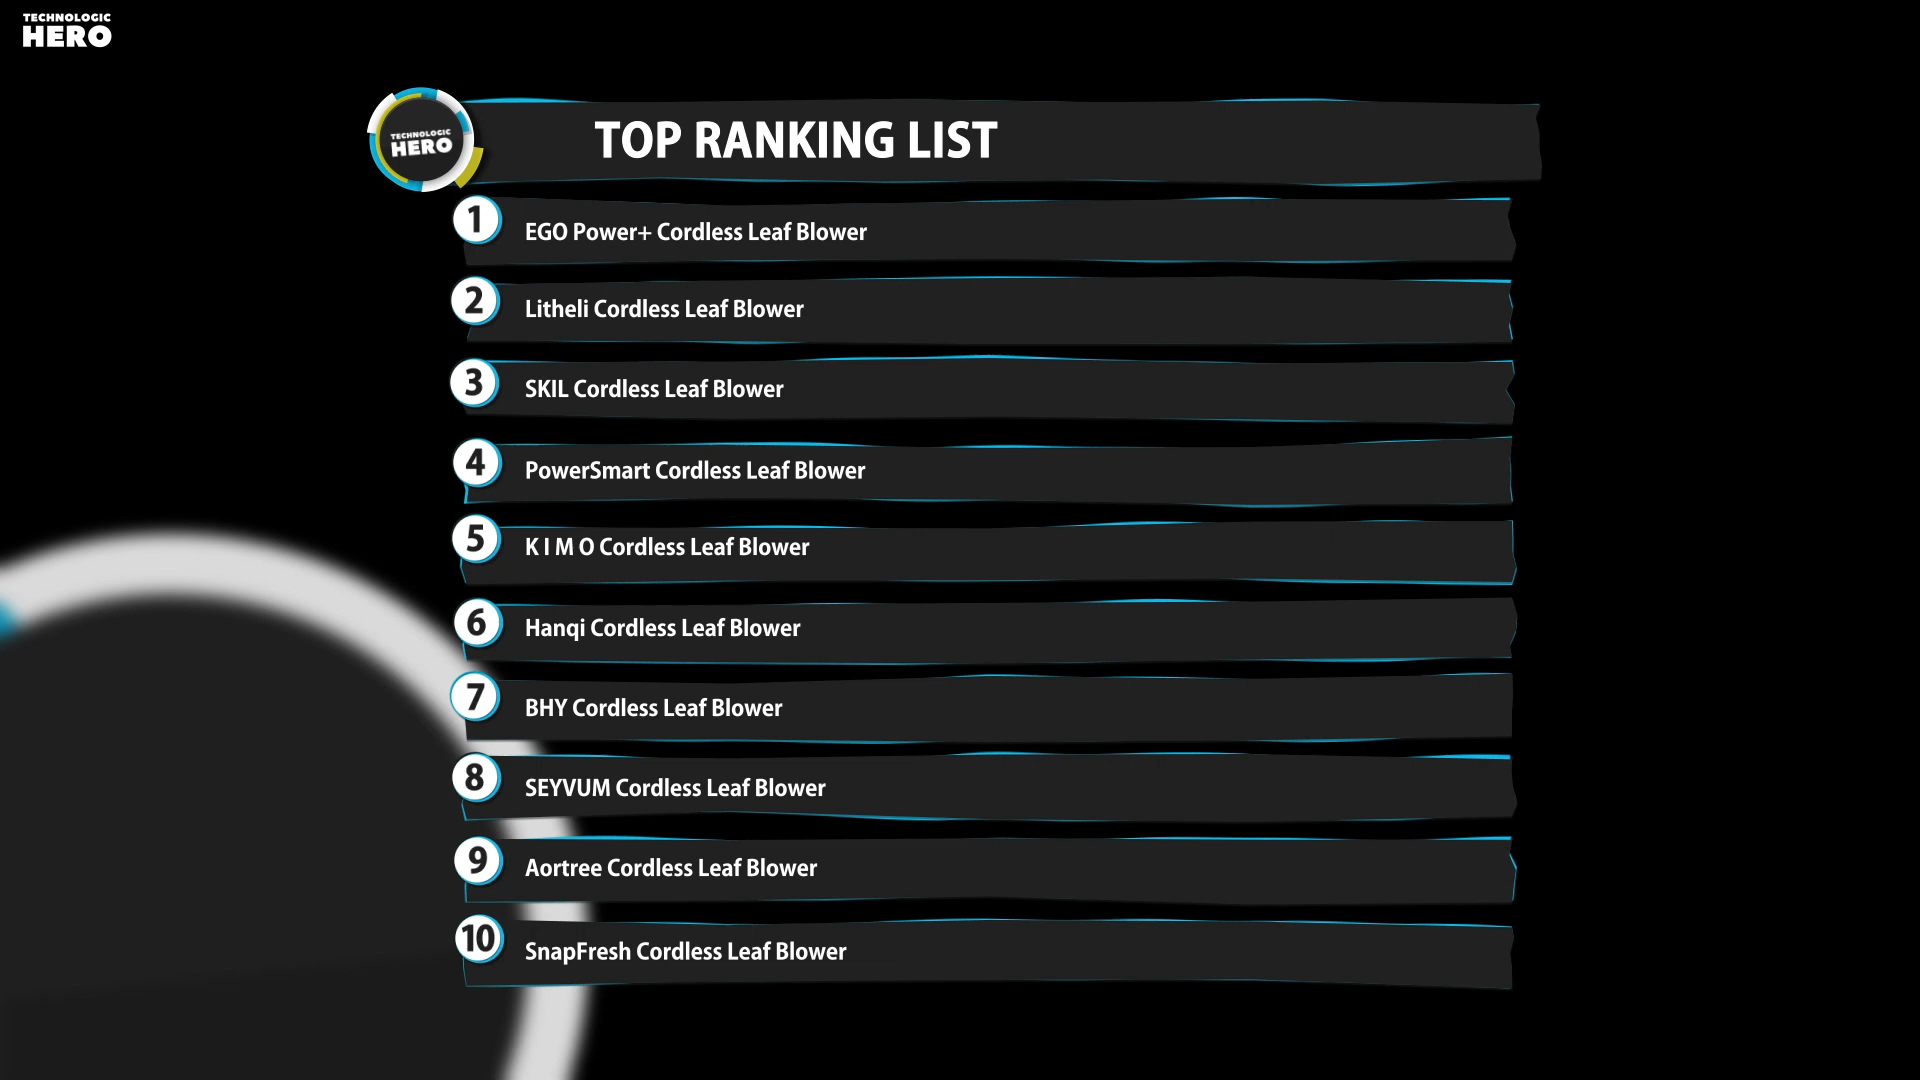 TECHNOLOGIC
HERO
TECHNOLOGIC
HERO
TOP RANKING LIST
1 EGO Power+ Cordless Leaf Blower
2 Litheli Cordless Leaf Blower
3 SKIL Cordless Leaf Blower
4 PowerSmart Cordless Leaf Blower
5 K I M O Cordless Leaf Blower
6 Hanqi Cordless Leaf Blower
7 BHY Cordless Leaf Blower
8 SEYVUM Cordless Leaf Blower
9 Aortree Cordless Leaf Blower
10 SnapFresh Cordless Leaf Blower